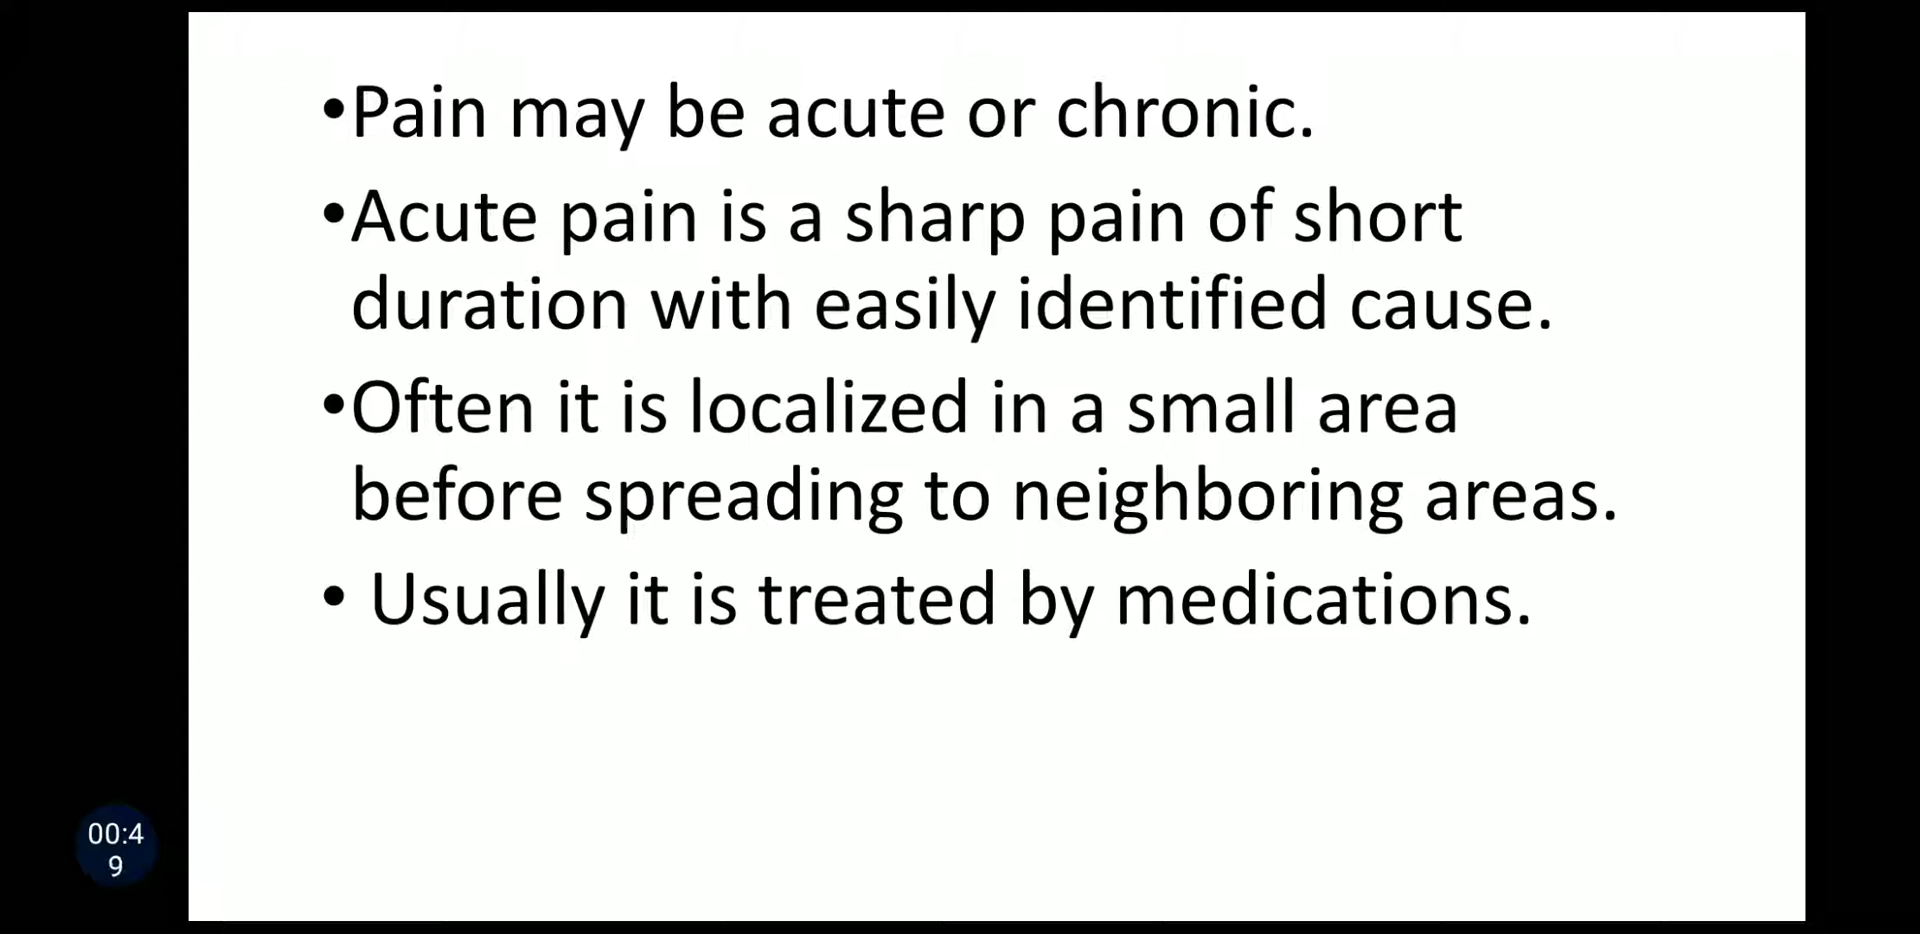 •Pain may be acute or chronic.
•Acute pain is a sharp pain of short
duration with easily identified cause.
•Often it is localized in a small area
before spreading to neighboring areas.
• Usually it is treated by medications.
00:4
9